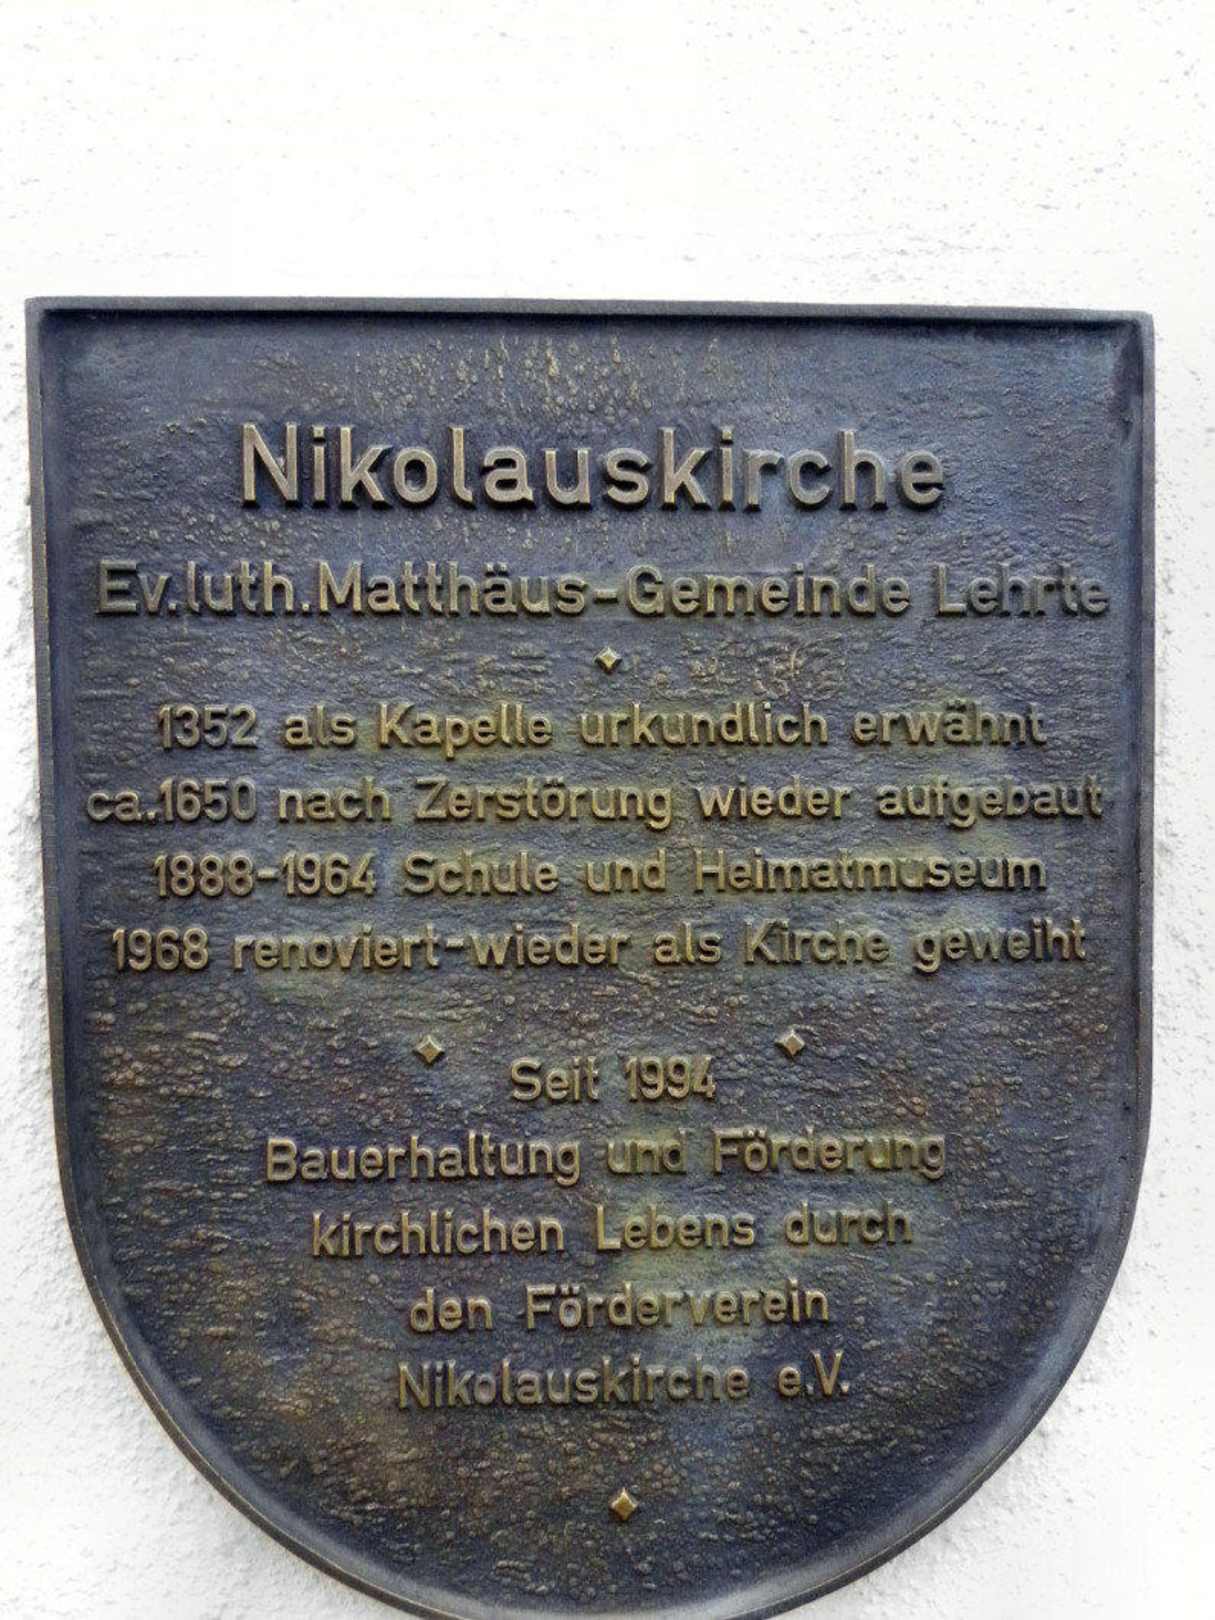 Nikolauskirche
Ev.luth.Matthäus-Gemeinde Lehrte
1352 als Kapelle urkundlich erwähnt
ca.1650 nach Zerstörung wieder aufgebaut
1888-1964 Schule und Heimatmuseum
1968 renoviert-wieder als Kirche geweiht
Seit 1994
Bauerhaltung und Förderung
kirchlichen Lebens durch
den Förderverein
Nikolauskirche e.V.